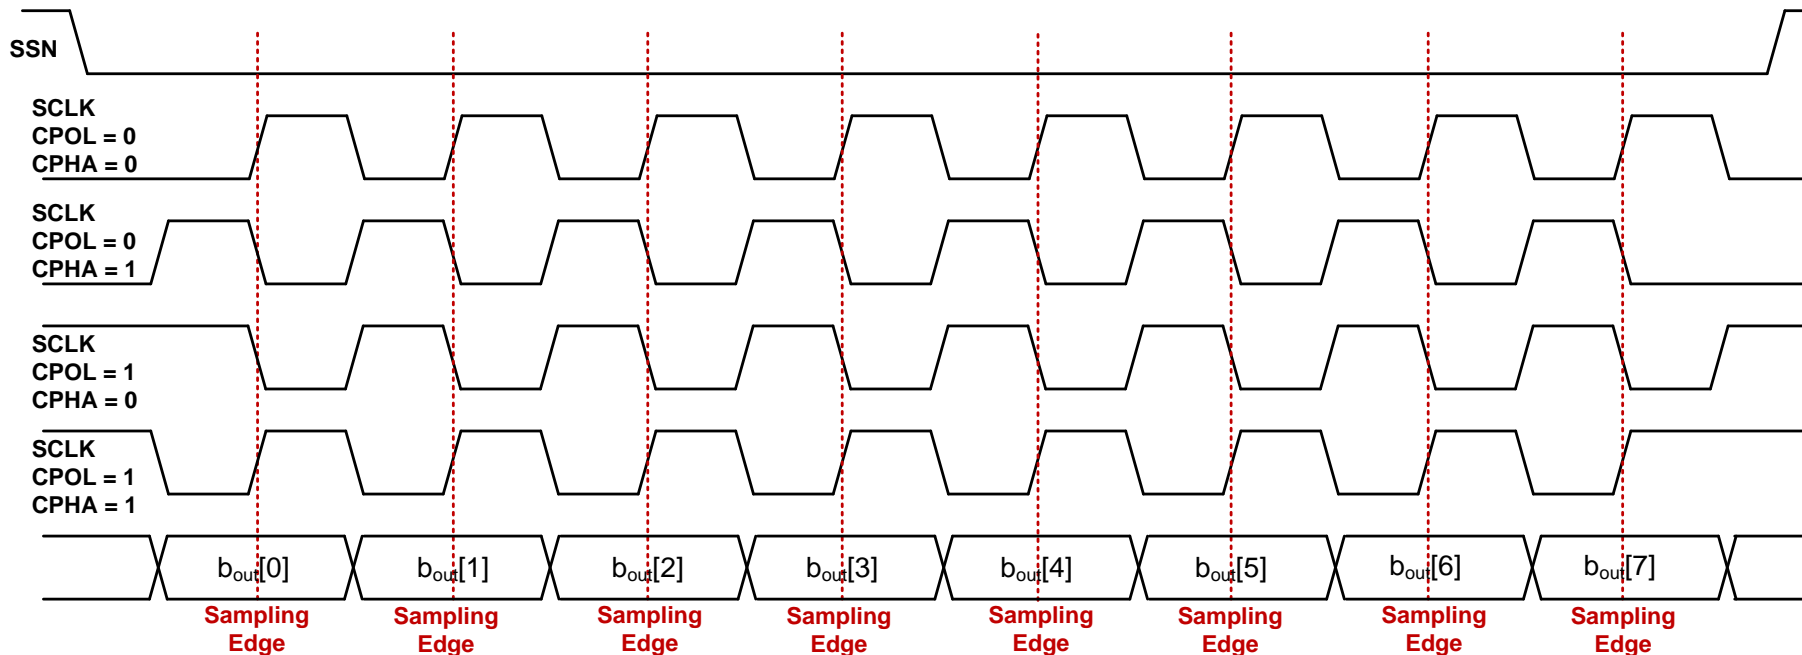 SSN
SCLK
CPOL = 0
CPHA = 0
SCLK
CPOL = 0
CPHA = 1
SCLK
CPOL = 1
CPHA = 0
SCLK
CPOL = 1
CPHA = 1
bout[0] bout[1] bout[2] bout[3] bout[4] bout[5] bout[6] bout[7]
Sampling Sampling Sampling Sampling Sampling Sampling Sampling Sampling
Edge Edge Edge Edge Edge Edge Edge Edge